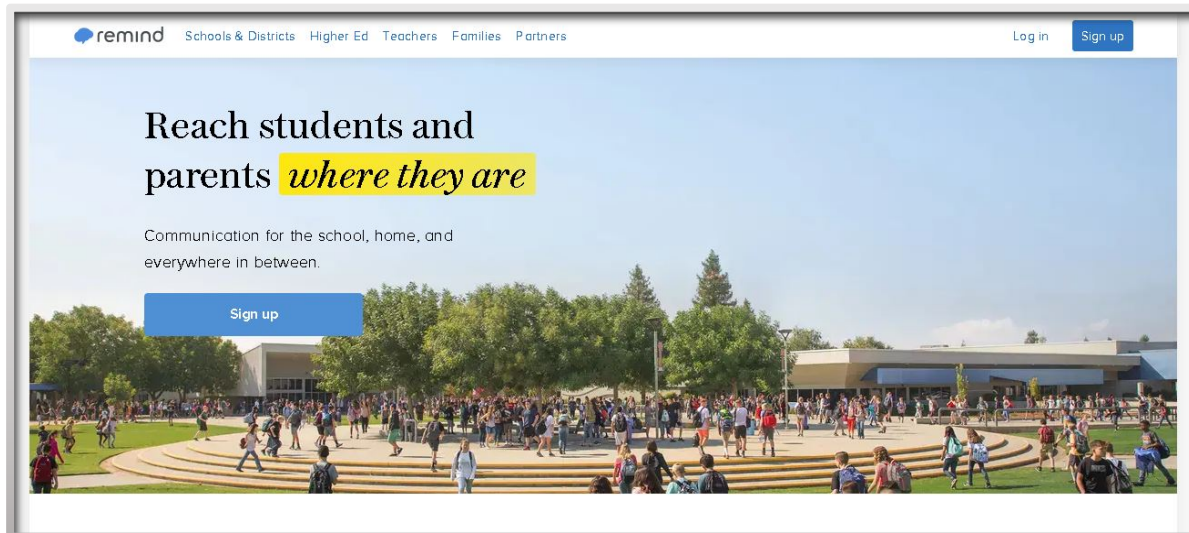 remind Schools & Districts Higher Ed Teachers Families Partners Log in Sign up
Reach students and
parents where they are
Communication for the school, home, and
everywhere in between.
Sign up